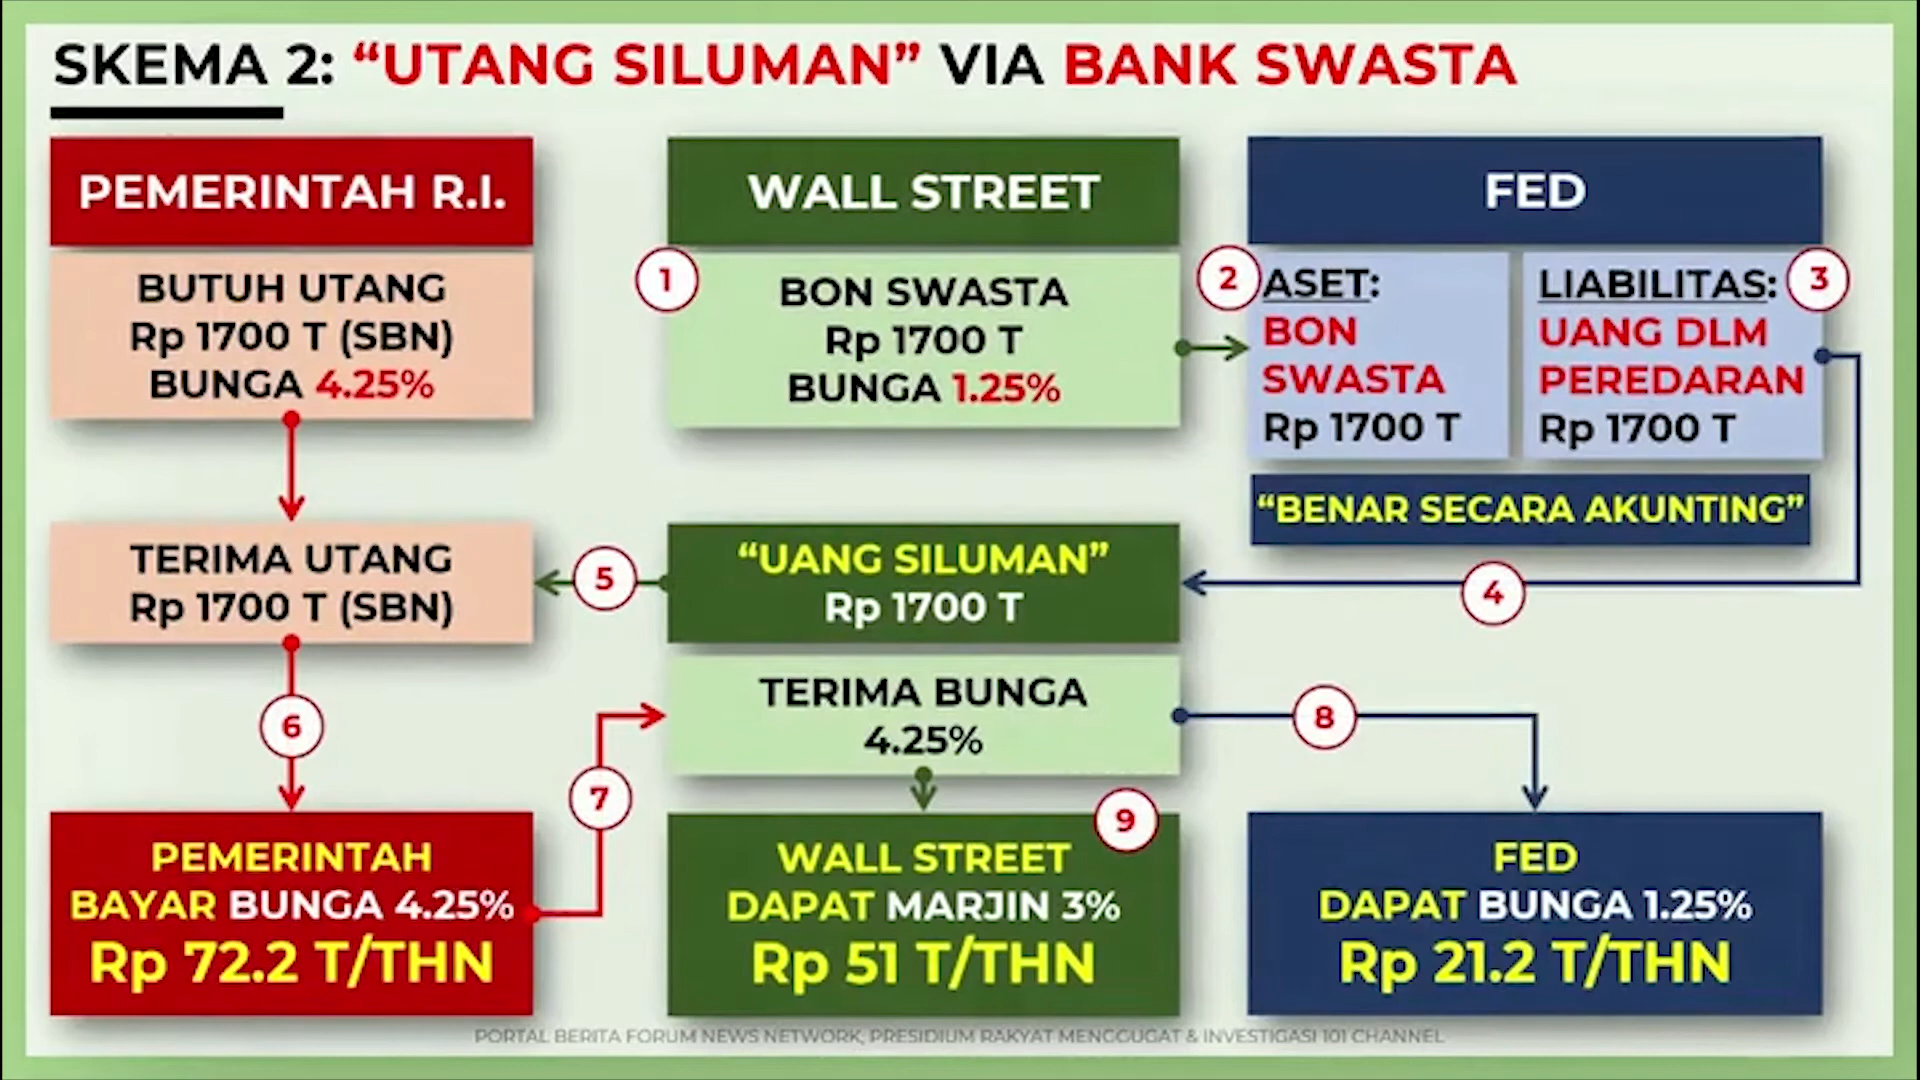 SKEMA 2: “UTANG SILUMAN” VIA BANK SWASTA
PEMERINTAH R.I.
BUTUH UTANG
Rp 1700 T (SBN)
BUNGA 4.25%
TERIMA UTANG
Rp 1700 T (SBN)
6
PEMERINTAH
BAYAR BUNGA 4.25%
Rp 72.2 T/THN
WALL STREET
1
BON SWASTA
Rp 1700 T
BUNGA 1.25%
5
“UANG SILUMAN”
Rp 1700 T
7
TERIMA BUNGA
4.25%
9
WALL STREET
DAPAT MARJIN 3%
Rp 51 T/THN
FED
2
ASET:
BON
SWASTA
Rp 1700 T
LIABILITAS:
3
UANG DLM
PEREDARAN
Rp 1700 T
“BENAR SECARA AKUNTING”
4
8
FED
DAPAT BUNGA 1.25%
Rp 21.2 T/THN
PORTAL BERITA FORUM NEWS NETWORK, PRESIDIUM RAKYAT MENGGUGAT & INVESTIGASI 101 CHANNEL